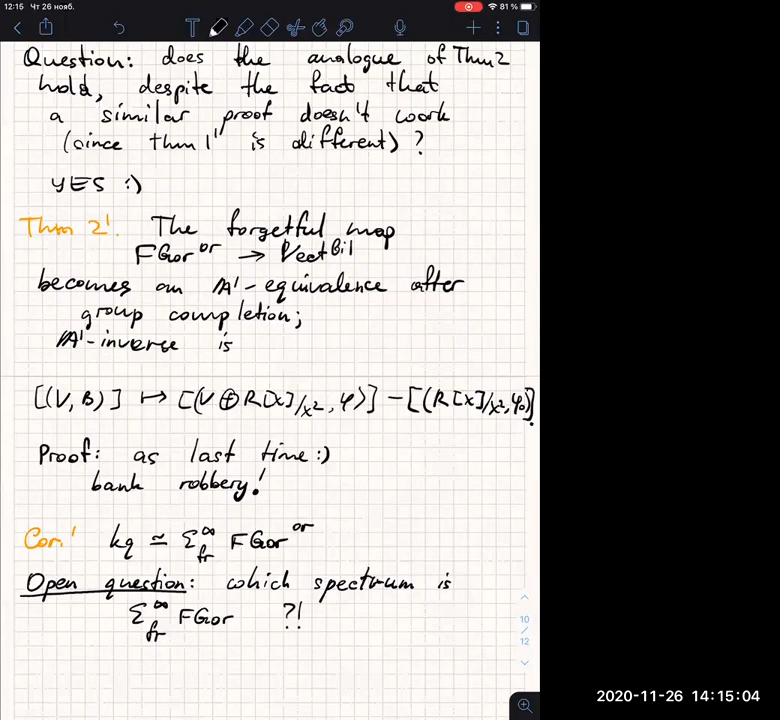 12:15 Чт 26 нояб.
81 %
Question: does the analogue of Thm 2
hold, despite the fact that
a similar proof doesn't work
(since thm 1' is different) ?
YES :)
Thm 2'. The forgetful map
FGor^or → Vect^Bil
becomes an A¹-equivalence after
group completion;
A¹-inverse is
[(V, B)] ↦ [(V ⊕ R[x]/x², φ)] - [(R[x]/x², φ₀)].
Proof: as last time :)
bank robbery!
Cor.' kq ≃ Σ^∞_fr FGor^or
Open question: which spectrum is
Σ^∞_fr FGor ?!
10
/
12
2020-11-26 14:15:04